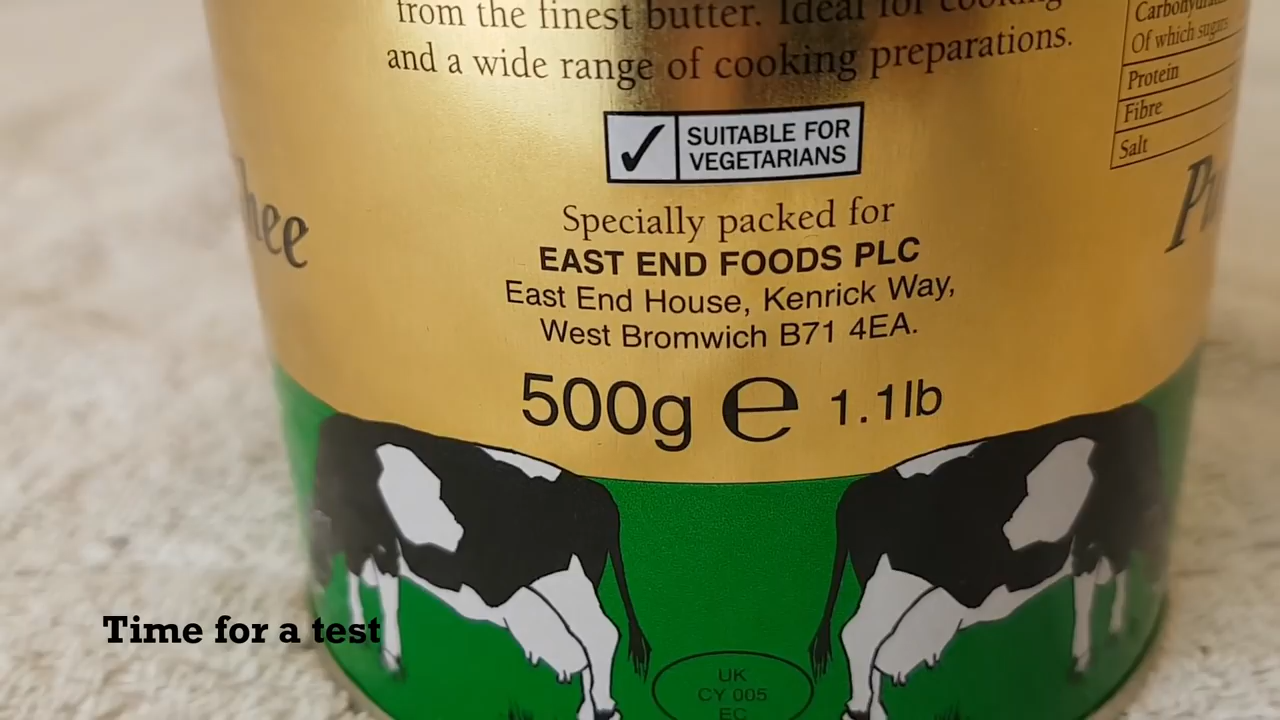 from the finest butter. Ideal for cooking
and a wide range of cooking preparations.
SUITABLE FOR
VEGETARIANS
Specially packed for
EAST END FOODS PLC
East End House, Kenrick Way,
West Bromwich B71 4EA.
500g e 1.1lb
UK
CY 005
EC
Of which sugars
Protein
Fibre
Salt
Time for a test